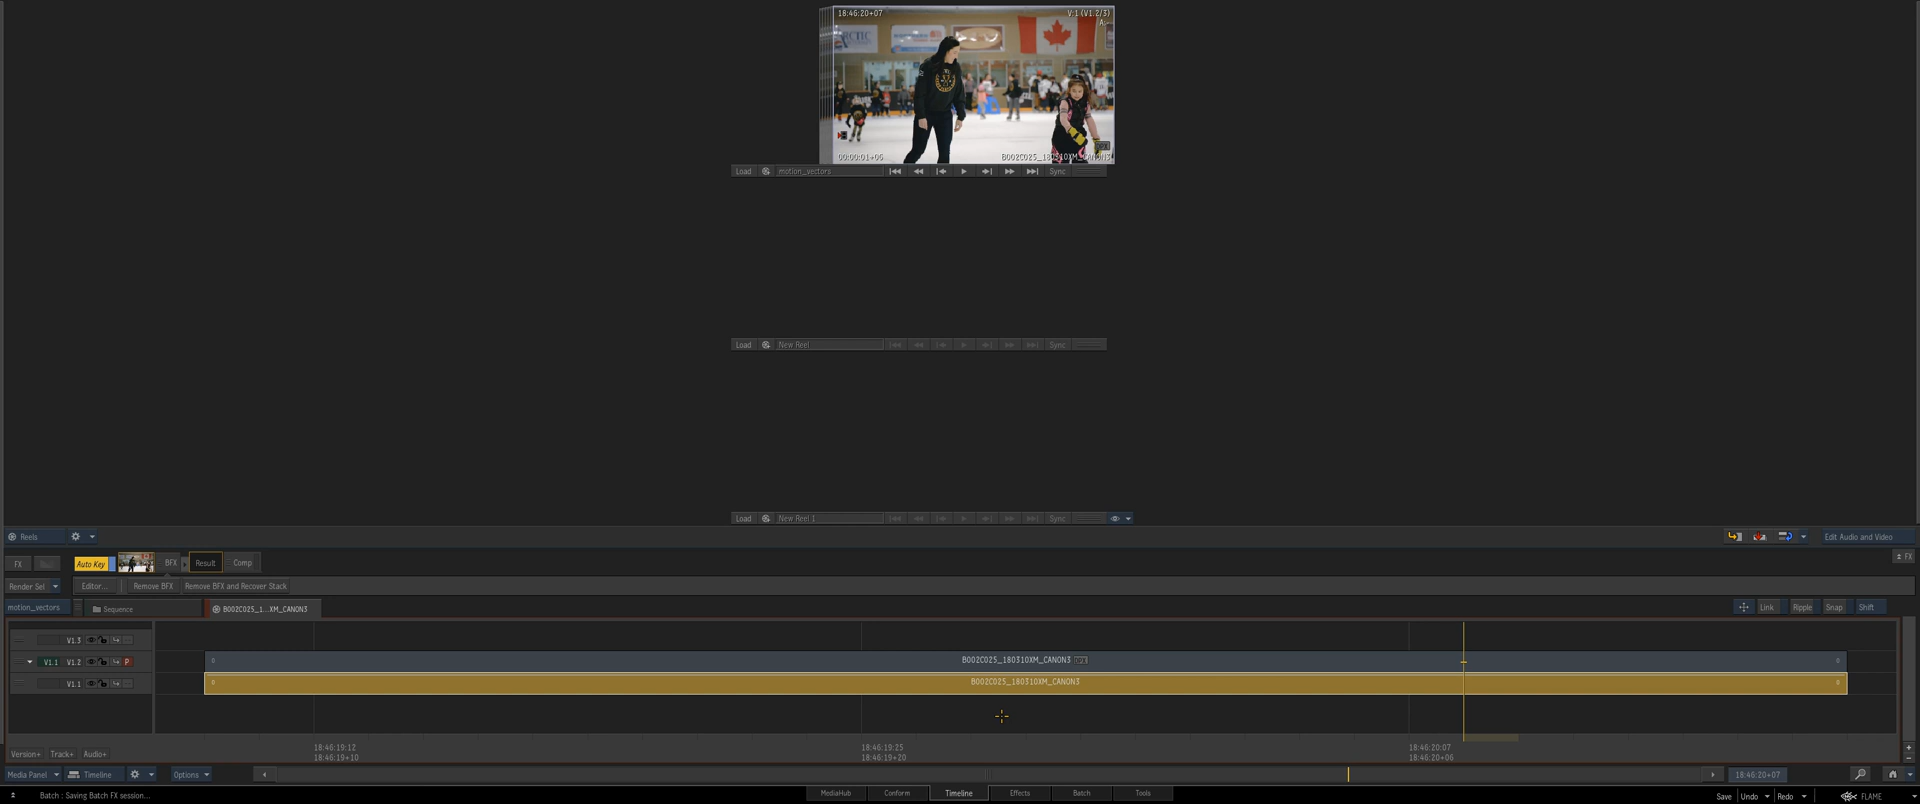 18:46:20+07
V:1 (V1.2/3)
A:-
00:00:01+06
B002C025_180310XM_CANON3
Load motion_vectors Sync
Load New Reel Sync
Load New Reel 1 Sync
Reels
Edit Audio and Video
FX Auto Key BFX Result Comp FX
Render Sel Editor... Remove BFX Remove BFX and Recover Stack
motion_vectors Sequence B002C025_1...XM_CANON3 Link Ripple Snap Shift
V1.3
V1.1 V1.2 P
0 B002C025_180310XM_CANON3 BFX 0
V1.1
0 B002C025_180310XM_CANON3 0
18:46:19:12 18:46:19:25 18:46:20:07
Version+ Track+ Audio+
18:46:19+10 18:46:19+20 18:46:20+06
Media Panel Timeline Options 18:46:20+07
Batch : Saving Batch FX session... MediaHub Conform Timeline Effects Batch Tools Save Undo Redo FLAME